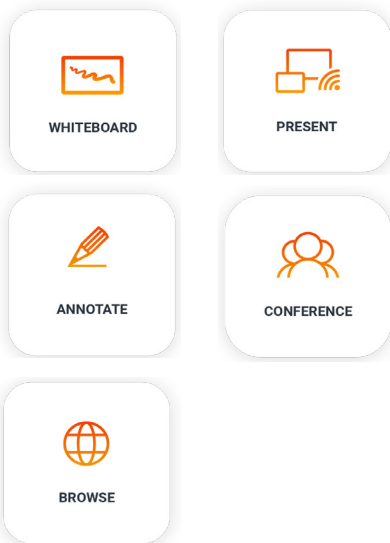 WHITEBOARD
PRESENT
ANNOTATE
CONFERENCE
BROWSE